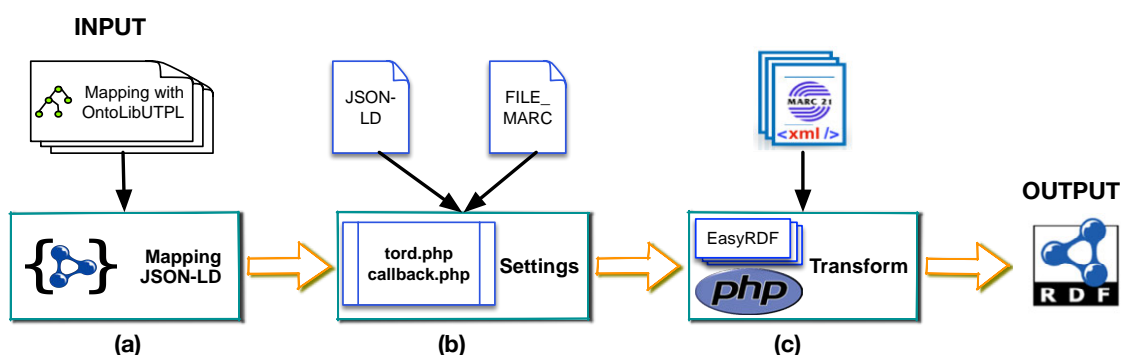 INPUT
Mapping with
OntoLibUTPL
JSON-
LD
FILE_
MARC
MARC 21
<xml />
OUTPUT
{ }
Mapping
JSON-LD
tord.php
callback.php
Settings
EasyRDF
php
Transform
RDF
(a)
(b)
(c)